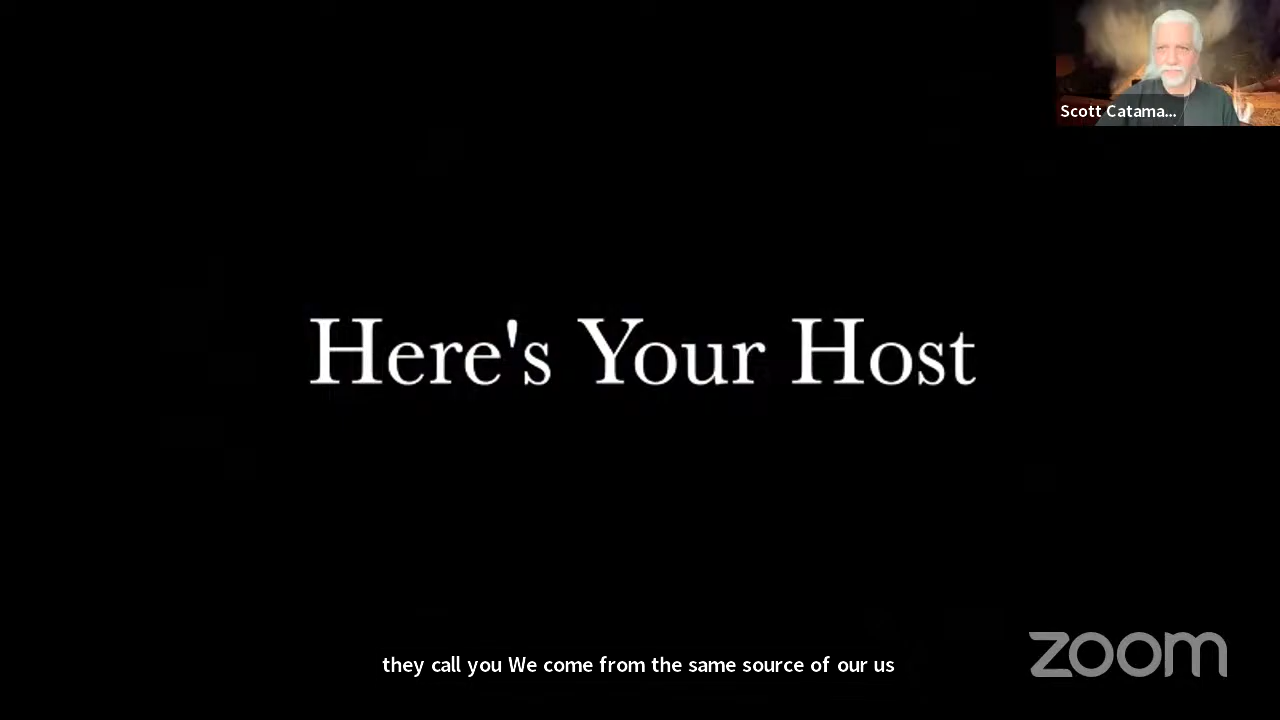 Scott Catama...
Here's Your Host
they call you We come from the same source of our us
zoom